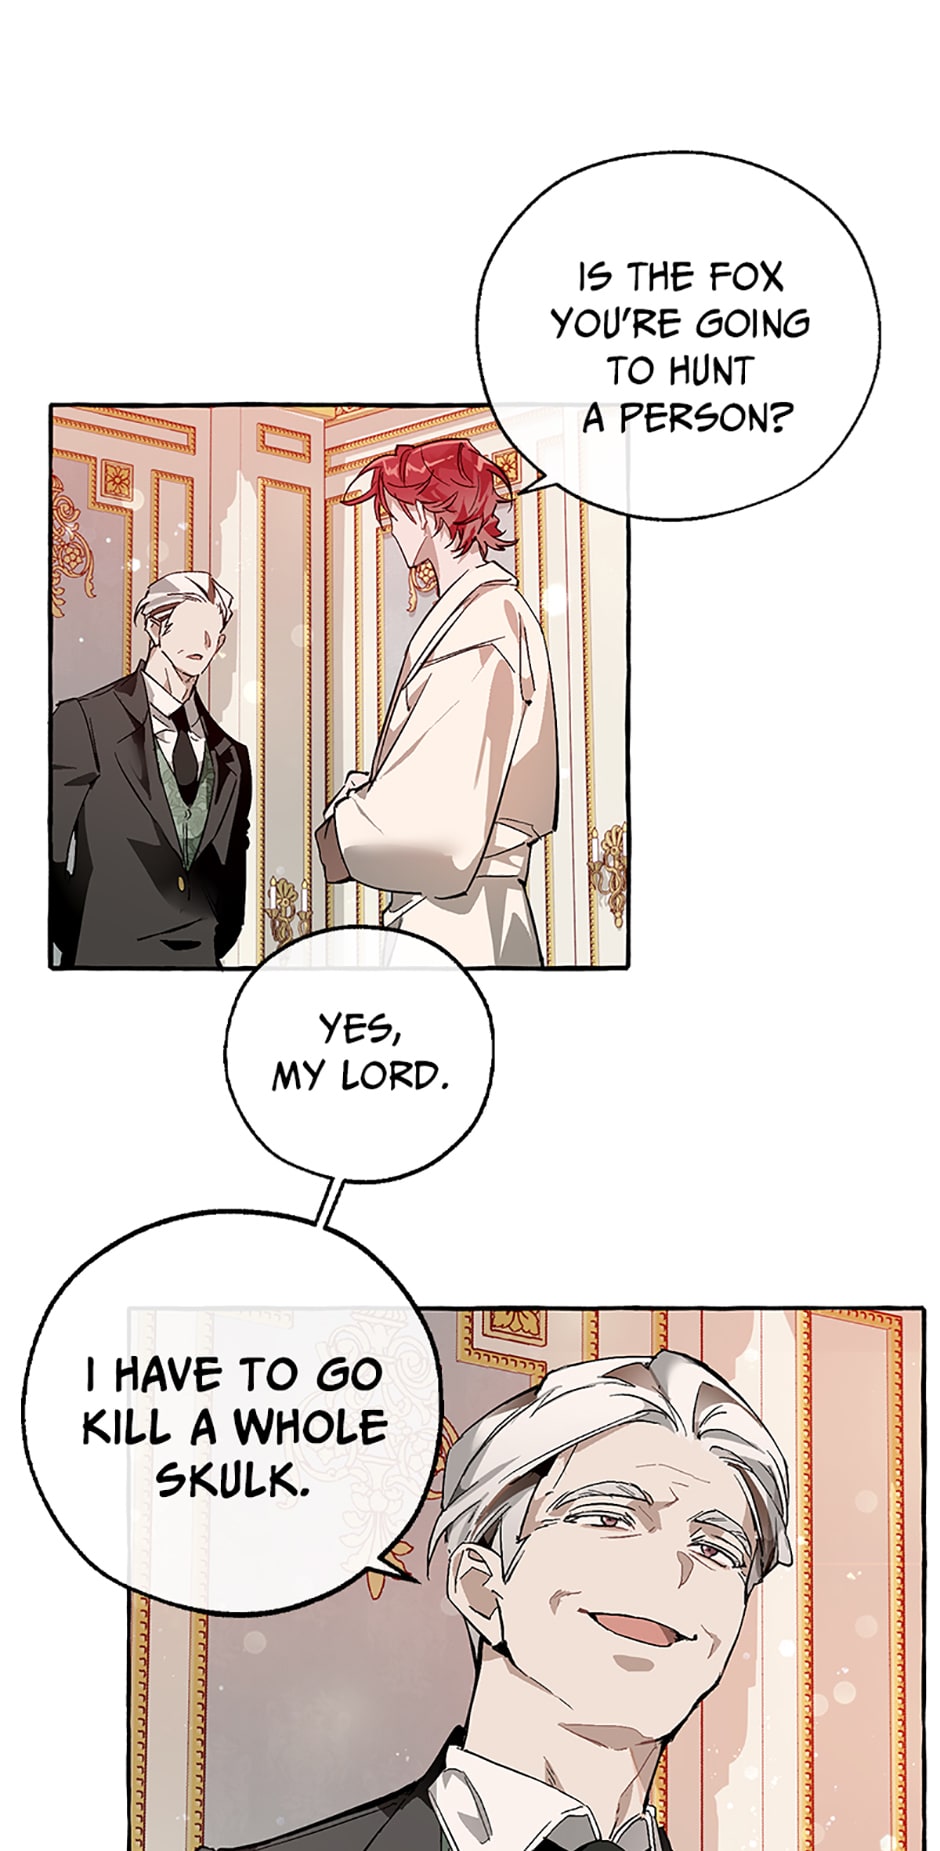 IS THE FOX
YOU'RE GOING
TO HUNT
A PERSON?
YES,
MY LORD.
I HAVE TO GO
KILL A WHOLE
SKULK.